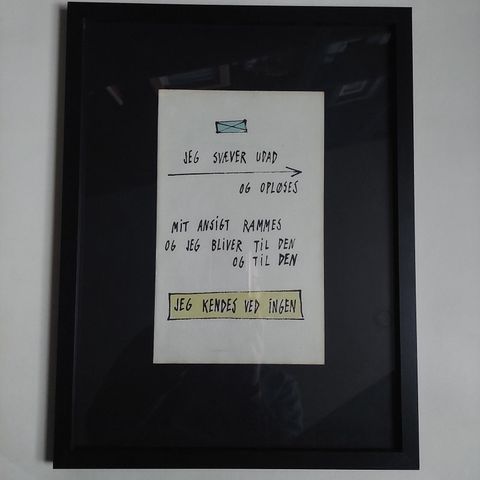 JEG SVÆVER UDAD
OG OPLØSES
MIT ANSIGT RAMMES
OG JEG BLIVER TIL DEN
OG TIL DEN
JEG KENDES VED INGEN